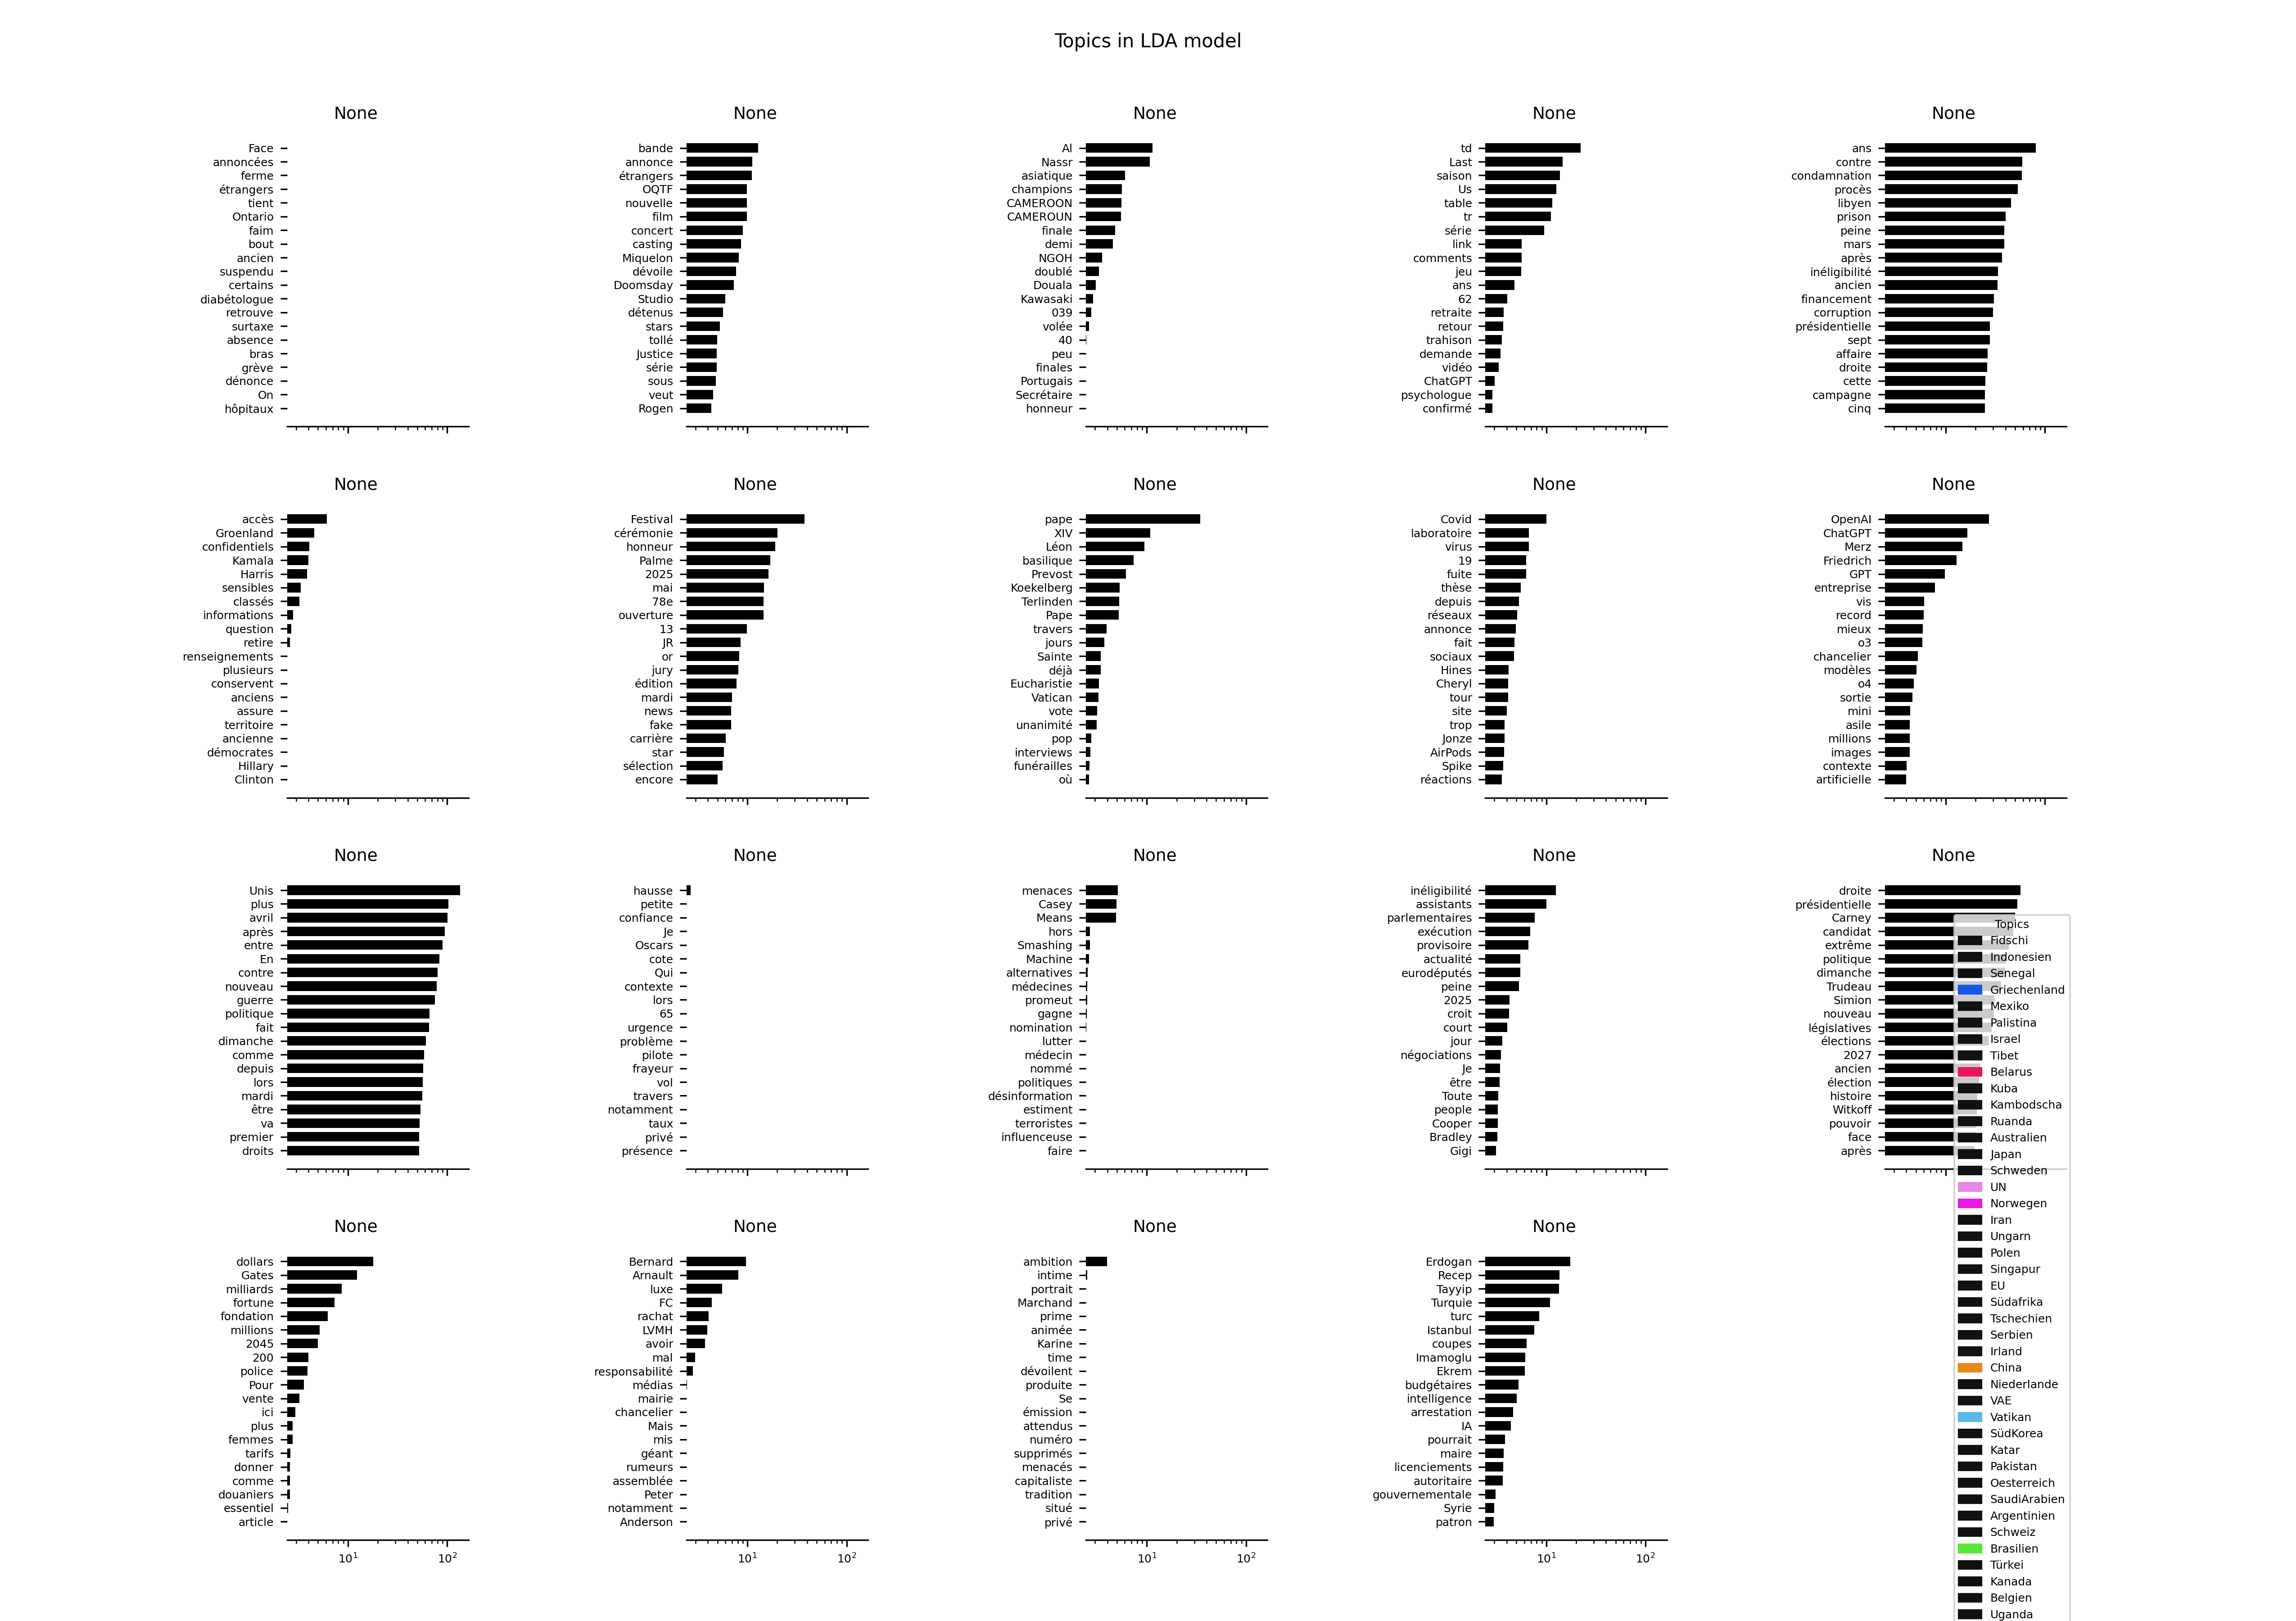 Topics in LDA model
None
Face
annoncées
ferme
étrangers
tient
Ontario
faim
bout
ancien
suspendu
certains
diabétologue
retrouve
surtaxe
absence
bras
grève
dénonce
On
hôpitaux
None
bande
annonce
étrangers
OQTF
nouvelle
film
concert
casting
Miquelon
dévoile
Doomsday
Studio
détenus
stars
tollé
Justice
série
sous
veut
Rogen
None
Al
Nassr
asiatique
champions
CAMEROON
CAMEROUN
finale
demi
NGOH
doublé
Douala
Kawasaki
039
volée
40
peu
finales
Portugais
Secrétaire
honneur
None
td
Last
saison
Us
table
tr
série
link
comments
jeu
ans
62
retraite
retour
trahison
demande
vidéo
ChatGPT
psychologue
confirmé
None
ans
contre
condamnation
procès
libyen
prison
peine
mars
après
inéligibilité
ancien
financement
corruption
présidentielle
sept
affaire
droite
cette
campagne
cinq
None
accès
Groenland
confidentiels
Kamala
Harris
sensibles
classés
informations
question
retire
renseignements
plusieurs
conservent
anciens
assure
territoire
ancienne
démocrates
Hillary
Clinton
None
Festival
cérémonie
honneur
Palme
2025
mai
78e
ouverture
13
JR
or
jury
édition
mardi
news
fake
carrière
star
sélection
encore
None
pape
XIV
Léon
basilique
Prevost
Koekelberg
Terlinden
Pape
travers
jours
Sainte
déjà
Eucharistie
Vatican
vote
unanimité
pop
interviews
funérailles
où
None
Covid
laboratoire
virus
19
fuite
thèse
depuis
réseaux
annonce
fait
sociaux
Hines
Cheryl
tour
site
trop
Jonze
AirPods
Spike
réactions
None
OpenAI
ChatGPT
Merz
Friedrich
GPT
entreprise
vis
record
mieux
o3
chancelier
modèles
o4
sortie
mini
asile
millions
images
contexte
artificielle
None
Unis
plus
avril
après
entre
En
contre
nouveau
guerre
politique
fait
dimanche
comme
depuis
lors
mardi
être
va
premier
droits
None
hausse
petite
confiance
Je
Oscars
cote
Qui
contexte
lors
65
urgence
problème
pilote
frayeur
vol
travers
notamment
taux
privé
présence
None
menaces
Casey
Means
hors
Smashing
Machine
alternatives
médecines
promeut
gagne
nomination
lutter
médecin
nommé
politiques
désinformation
estiment
terroristes
influenceuse
faire
None
inéligibilité
assistants
parlementaires
exécution
provisoire
actualité
eurodéputés
peine
2025
croit
court
jour
négociations
Je
être
Toute
people
Cooper
Bradley
Gigi
None
droite
présidentielle
Carney
candidat
extrême
politique
dimanche
Trudeau
Simion
nouveau
législatives
élections
2027
ancien
élection
histoire
Witkoff
pouvoir
face
après
None
dollars
Gates
milliards
fortune
fondation
millions
2045
200
police
Pour
vente
ici
plus
femmes
tarifs
donner
comme
douaniers
essentiel
article
10¹ 10²
None
Bernard
Arnault
luxe
FC
rachat
LVMH
avoir
mal
responsabilité
médias
mairie
chancelier
Mais
mis
géant
rumeurs
assemblée
Peter
notamment
Anderson
10¹ 10²
None
ambition
intime
portrait
Marchand
prime
animée
Karine
time
dévoilent
produite
Se
émission
attendus
numéro
supprimés
menacés
capitaliste
tradition
situé
privé
10¹ 10²
None
Erdogan
Recep
Tayyip
Turquie
turc
Istanbul
coupes
Imamoglu
Ekrem
budgétaires
intelligence
arrestation
IA
pourrait
maire
licenciements
autoritaire
gouvernementale
Syrie
patron
10¹ 10²
Topics
Fidschi
Indonesien
Senegal
Griechenland
Mexiko
Palistina
Israel
Tibet
Belarus
Kuba
Kambodscha
Ruanda
Australien
Japan
Schweden
UN
Norwegen
Iran
Ungarn
Polen
Singapur
EU
Südafrika
Tschechien
Serbien
Irland
China
Niederlande
VAE
Vatikan
SüdKorea
Katar
Pakistan
Oesterreich
SaudiArabien
Argentinien
Schweiz
Brasilien
Türkei
Kanada
Belgien
Uganda